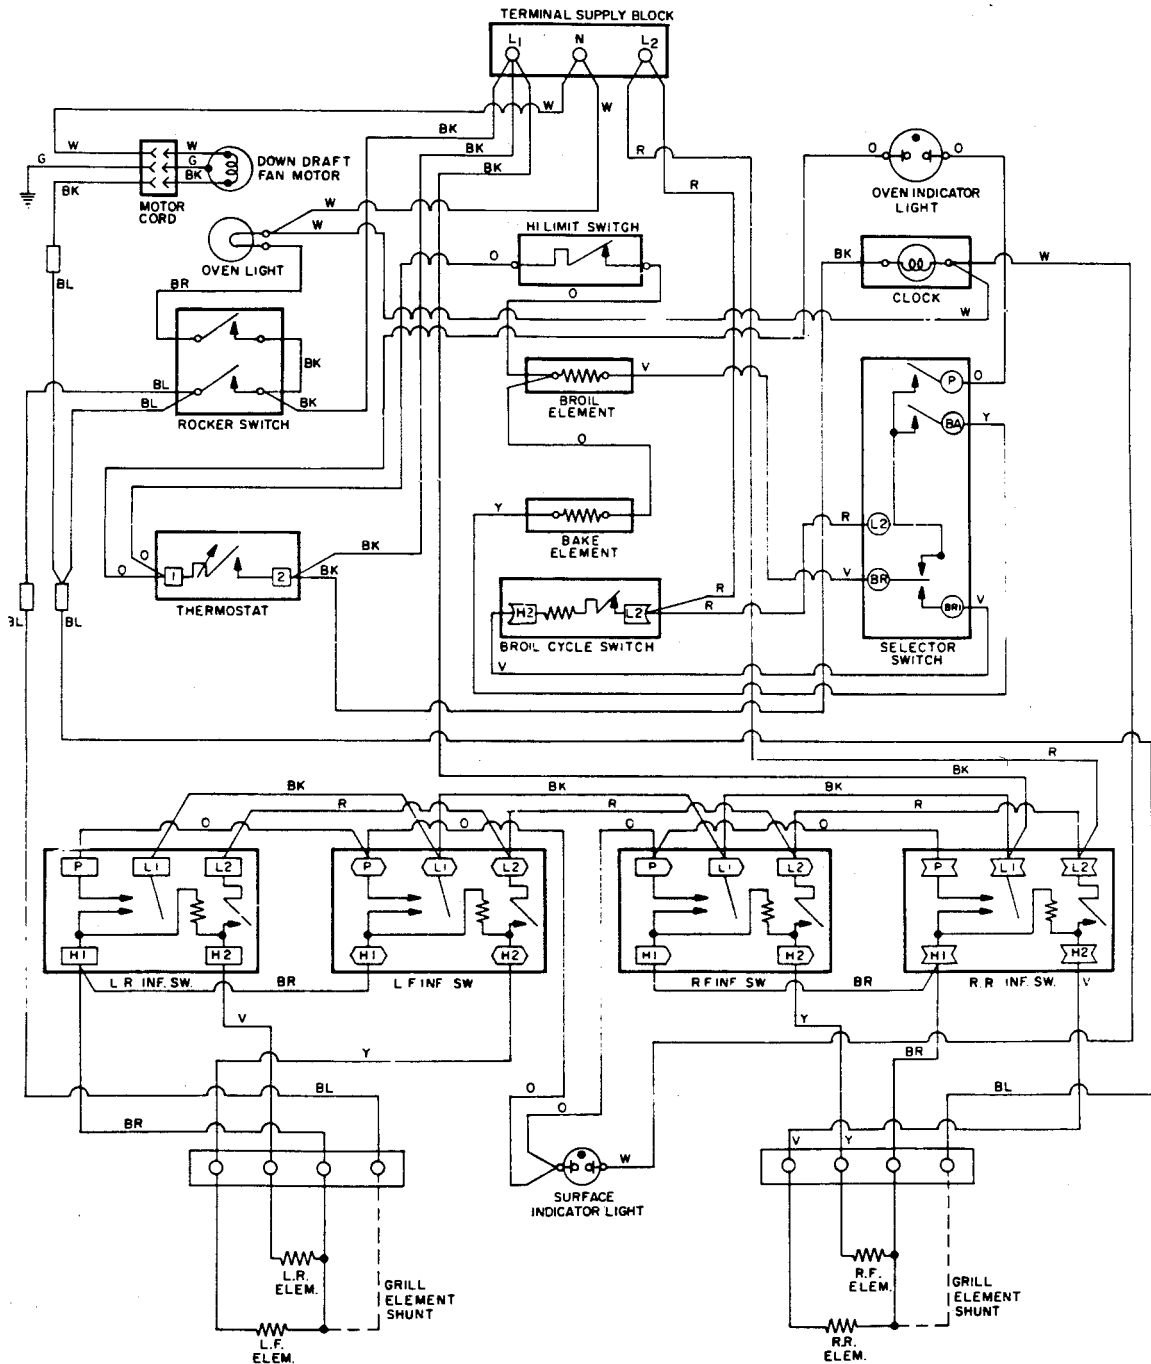 TERMINAL SUPPLY BLOCK
L1 N L2
W W
BK
W W
G G
BK BK
DOWN DRAFT
FAN MOTOR
MOTOR
CORD
BK
BK
R
R
O O
OVEN INDICATOR
LIGHT
W
W
OVEN LIGHT
HI LIMIT SWITCH
O
O
BK
W
CLOCK
W
BL
BR
BK
BL
BL
BK
ROCKER SWITCH
V
BROIL
ELEMENT
O
P O
BA Y
R L2
V BR
BR1 V
SELECTOR
SWITCH
Y
BAKE
ELEMENT
O
O
1 2
BK
BK
THERMOSTAT
H2 L2
R
R
BROIL CYCLE SWITCH
V
BL
BL
R
BK
BK R BK R
O O O O
P L1 L2
H1 H2
L R INF. SW.
P L1 L2
H1 H2
L F INF SW
P L1 L2
H1 H2
R F INF SW
P L1 L2
H1 H2
R.R INF. SW.
BR
BR
V
V
Y
Y
BR
BL
BL
BR
O
O
V Y
W
SURFACE
INDICATOR LIGHT
L.R.
ELEM.
L.F.
ELEM.
GRILL
ELEMENT
SHUNT
R.F.
ELEM.
R.R.
ELEM.
GRILL
ELEMENT
SHUNT